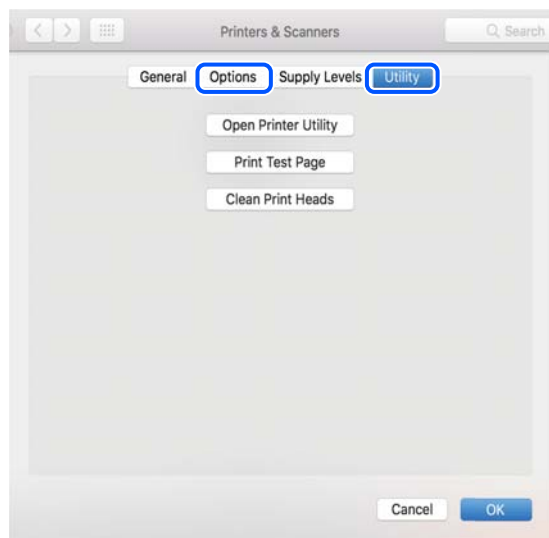 Printers & Scanners Search
General Options Supply Levels Utility
Open Printer Utility
Print Test Page
Clean Print Heads
Cancel OK